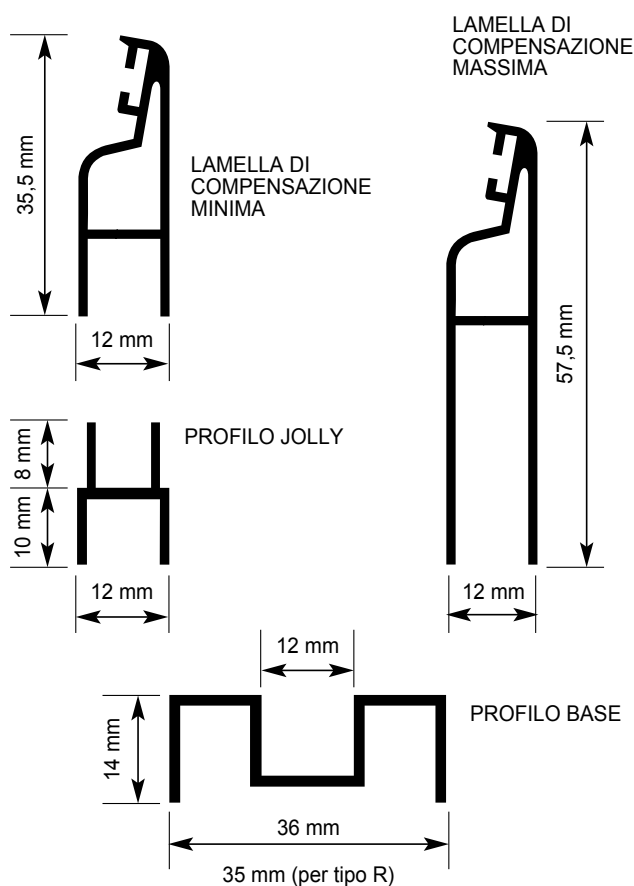 LAMELLA DI
COMPENSAZIONE
MASSIMA
35,5 mm
LAMELLA DI
COMPENSAZIONE
MINIMA
57,5 mm
12 mm
PROFILO JOLLY
8 mm
10 mm
12 mm
12 mm
12 mm
PROFILO BASE
14 mm
36 mm
35 mm (per tipo R)